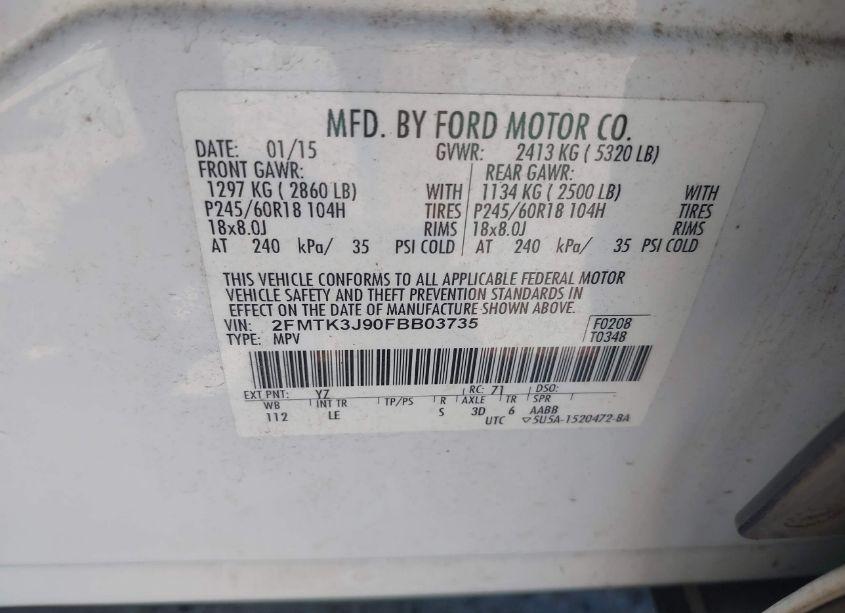 MFD. BY FORD MOTOR CO.
DATE: 01/15 GVWR: 2413 KG ( 5320 LB)
FRONT GAWR: REAR GAWR:
1297 KG ( 2860 LB) WITH 1134 KG ( 2500 LB) WITH
P245/60R18 104H TIRES P245/60R18 104H TIRES
18x8.0J RIMS 18x8.0J RIMS
AT 240 kPa/ 35 PSI COLD AT 240 kPa/ 35 PSI COLD
THIS VEHICLE CONFORMS TO ALL APPLICABLE FEDERAL MOTOR
VEHICLE SAFETY AND THEFT PREVENTION STANDARDS IN
EFFECT ON THE DATE OF MANUFACTURE SHOWN ABOVE.
VIN: 2FMTK3J90FBB03735 F0208
TYPE: MPV T0348
EXT PNT: YZ RC: 71 DSO:
WB INT TR TP/PS R AXLE TR SPR
112 LE S 3D 6 AABB
UTC ▽5U5A-1520472-BA